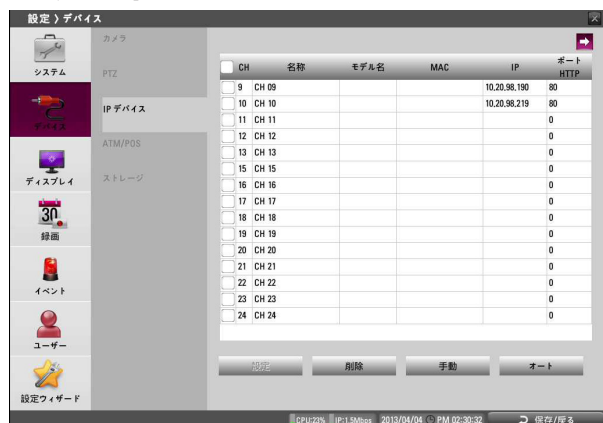 設定 〉デバイス
システム
デバイス
ディスプレイ
録画
イベント
ユーザー
設定ウィザード
30
カメラ
PTZ
IP デバイス
ATM/POS
ストレージ
CH 名称 モデル名 MAC IP ポート HTTP
9 CH 09 10,20,98,190 80
10 CH 10 10,20,98,219 80
11 CH 11 0
12 CH 12 0
13 CH 13 0
15 CH 15 0
16 CH 16 0
17 CH 17 0
18 CH 18 0
19 CH 19 0
20 CH 20 0
21 CH 21 0
22 CH 22 0
23 CH 23 0
24 CH 24 0
設定 削除 手動 オート
CPU:23% IP:1.5Mbps 2013/04/04 PM 02:30:32 保存/戻る